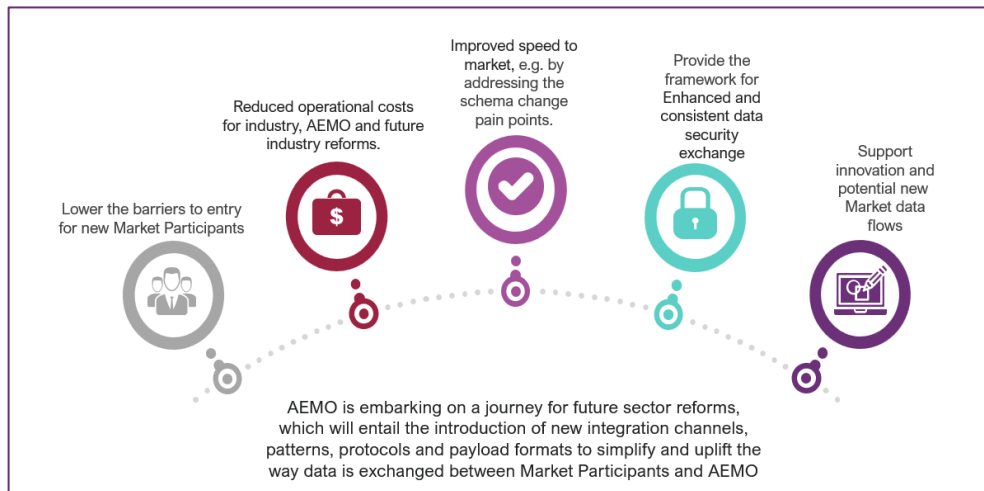 Lower the barriers to entry
for new Market Participants
Reduced operational costs
for industry, AEMO and future
industry reforms.
$
Improved speed to
market, e.g. by
addressing the
schema change
pain points.
Provide the
framework for
Enhanced and
consistent data
security
exchange
Support
innovation and
potential new
Market data
flows
AEMO is embarking on a journey for future sector reforms,
which will entail the introduction of new integration channels,
patterns, protocols and payload formats to simplify and uplift the
way data is exchanged between Market Participants and AEMO